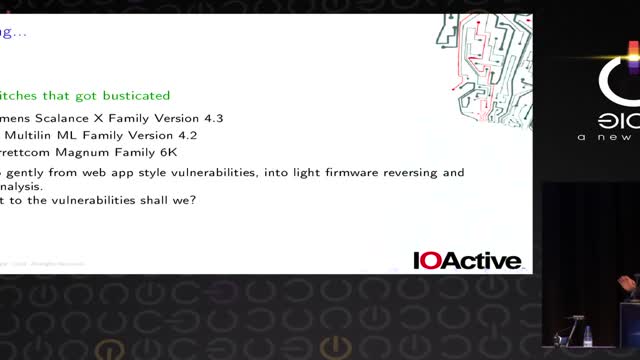 g...
itches that got busticated
mens Scalance X Family Version 4.3
Multilin ML Family Version 4.2
rrettcom Magnum Family 6K
gently from web app style vulnerabilities, into light firmware reversing and
nalysis.
t to the vulnerabilities shall we?
IOActive
a new